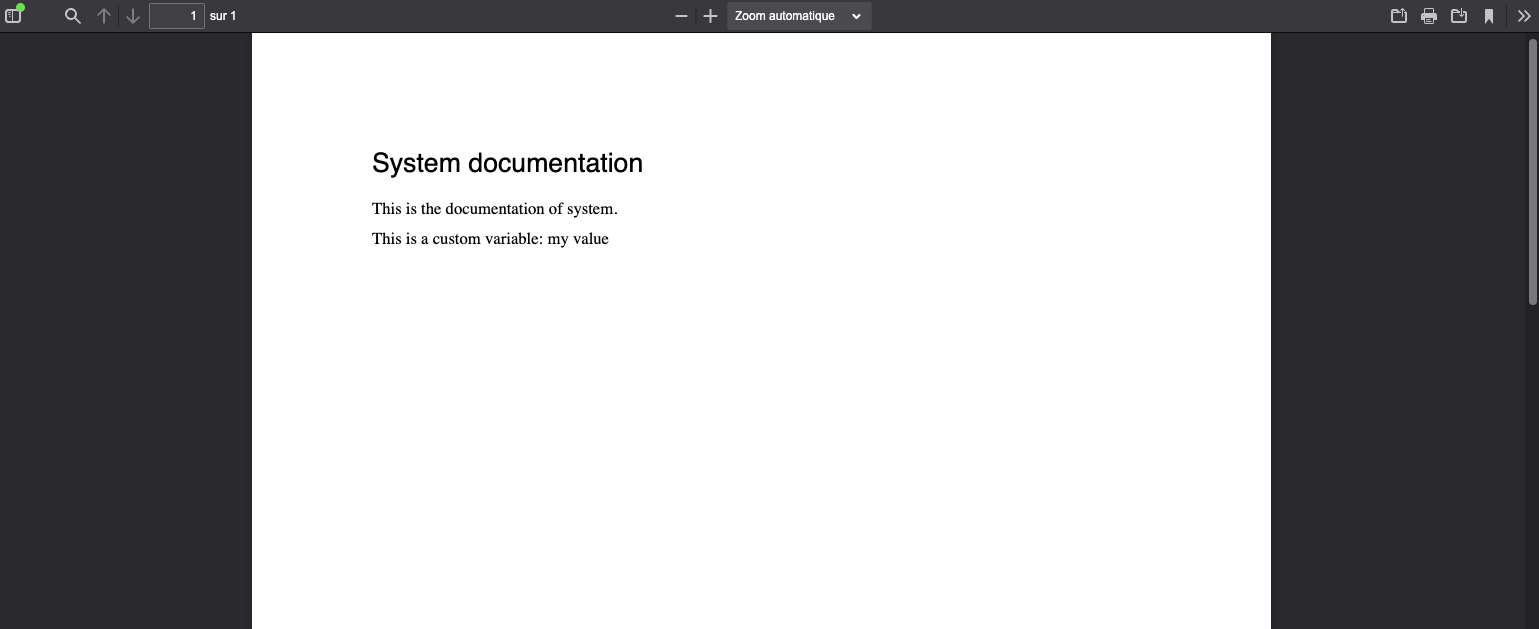 1 sur 1
Zoom automatique
System documentation
This is the documentation of system.
This is a custom variable: my value